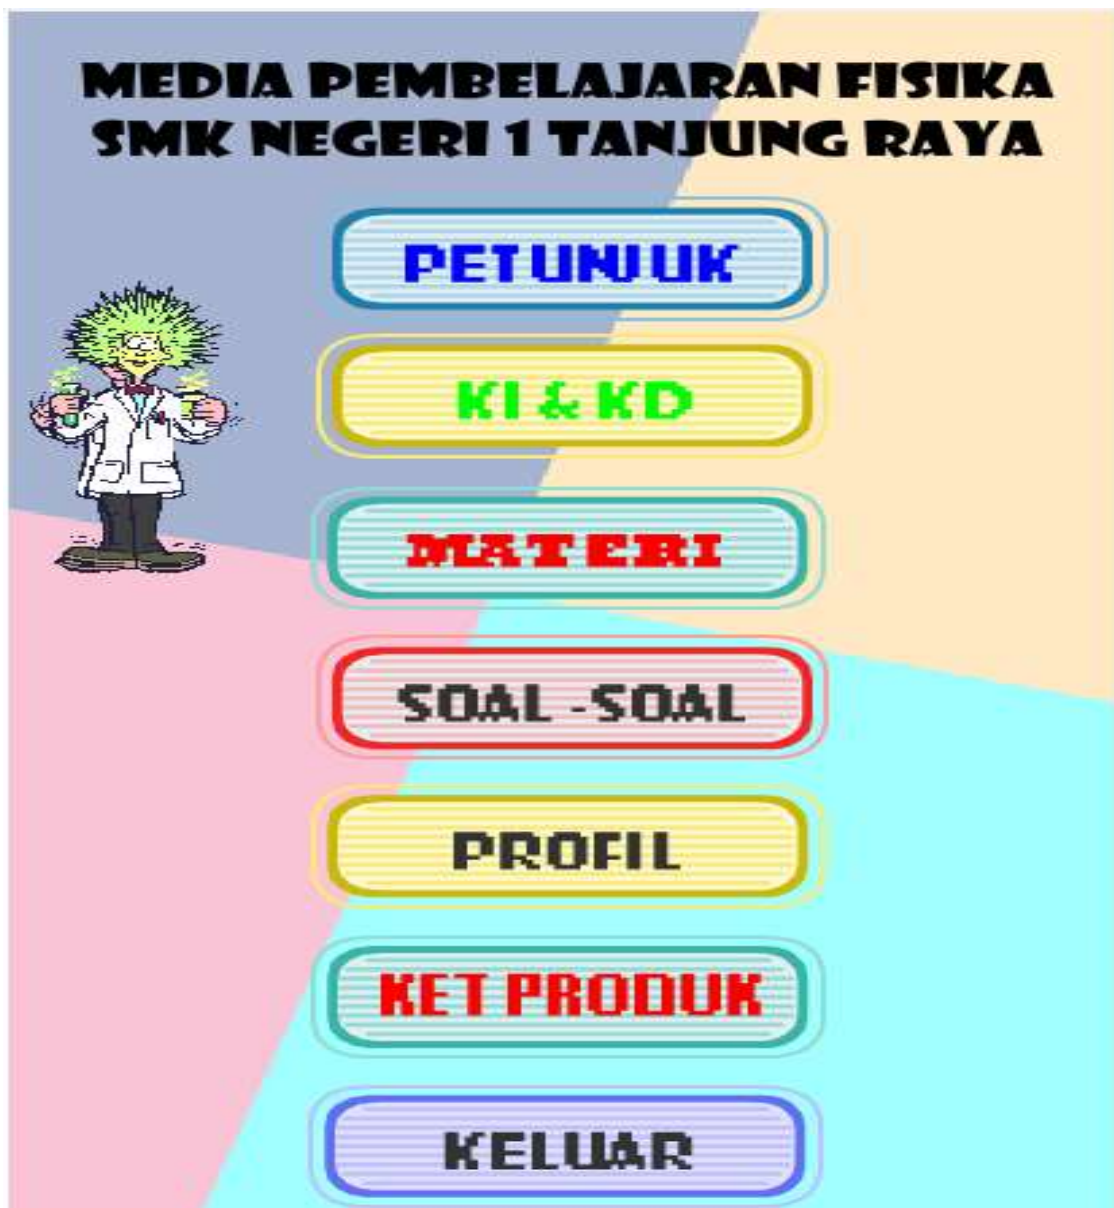 MEDIA PEMBELAJARAN FISIKA
SMK NEGERI 1 TANJUNG RAYA
PETUNJUK
KI & KD
MATERI
SOAL -SOAL
PROFIL
KET PRODUK
KELUAR